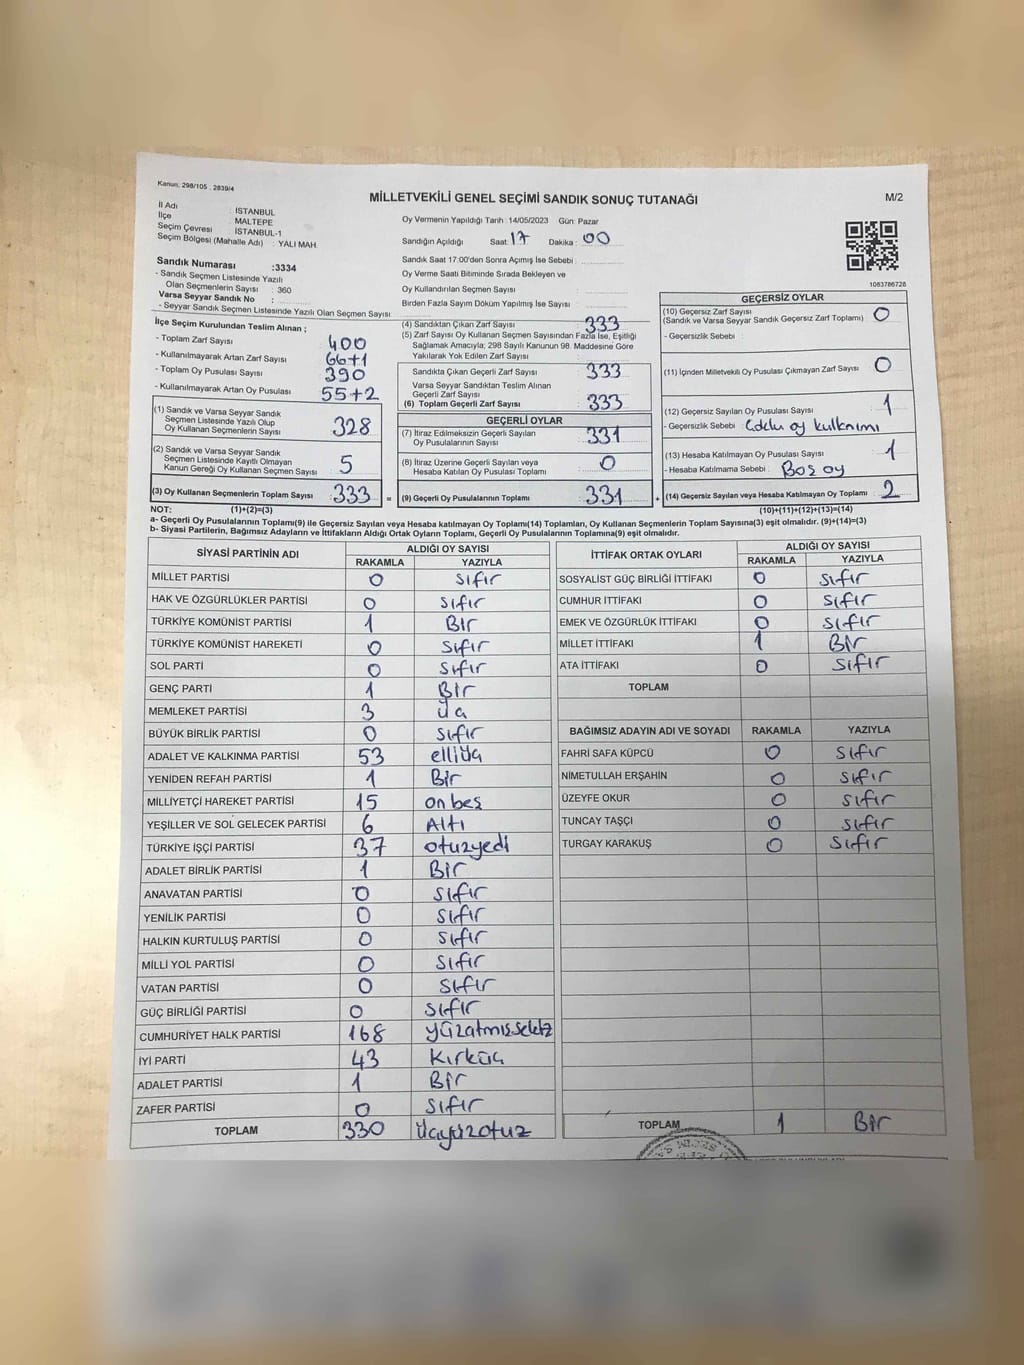 Kanun: 298/105 . 2839/4
MİLLETVEKİLİ GENEL SEÇİMİ SANDIK SONUÇ TUTANAĞI
M/2
İl Adı : İSTANBUL
İlçe : MALTEPE
Seçim Çevresi : İSTANBUL-1
Seçim Bölgesi (Mahalle Adı) : YALI MAH.
Sandık Numarası :3334
- Sandık Seçmen Listesinde Yazılı
Olan Seçmenlerin Sayısı : 360
Varsa Seyyar Sandık No :
- Seyyar Sandık Seçmen Listesinde Yazılı Olan Seçmen Sayısı
Oy Vermenin Yapıldığı Tarih :14/05/2023 Gün: Pazar
Sandığın Açıldığı Saat: 17 Dakika : 00
Sandık Saat 17:00'den Sonra Açımış İse Sebebi :
Oy Verme Saati Bitiminde Sırada Bekleyen ve
Oy Kullandırılan Seçmen Sayısı :
Birden Fazla Sayım Döküm Yapılmış İse Sayısı
1083786728
İlçe Seçim Kurulundan Teslim Alınan ;
- Toplam Zarf Sayısı : 400
- Kullanılmayarak Artan Zarf Sayısı : 66+1
- Toplam Oy Pusulası Sayısı : 390
- Kullanılmayarak Artan Oy Pusulası : 55+2
(1) Sandık ve Varsa Seyyar Sandık
Seçmen Listesinde Yazılı Olup
Oy Kullanan Seçmenlerin Sayısı : 328
(2) Sandık ve Varsa Seyyar Sandık
Seçmen Listesinde Kayıtlı Olmayan
Kanun Gereği Oy Kullanan Seçmen Sayısı : 5
(3) Oy Kullanan Seçmenlerin Toplam Sayısı : 333 =
(4) Sandıktan Çıkan Zarf Sayısı : 333
(5) Zarf Sayısı Oy Kullanan Seçmen Sayısından Fazla İse, Eşitliği
Sağlamak Amacıyla; 298 Sayılı Kanunun 98. Maddesine Göre
Yakılarak Yok Edilen Zarf Sayısı :
Sandıkta Çıkan Geçerli Zarf Sayısı : 333
Varsa Seyyar Sandıktan Teslim Alınan
Geçerli Zarf Sayısı :
(6) Toplam Geçerli Zarf Sayısı : 333
GEÇERLİ OYLAR
(7) İtiraz Edilmeksizin Geçerli Sayılan
Oy Pusulalarının Sayısı : 331
(8) İtiraz Üzerine Geçerli Sayılan veya
Hesaba Katılan Oy Pusulası Toplamı : 0
(9) Geçerli Oy Pusulalarının Toplamı : 331 +
GEÇERSİZ OYLAR
(10) Geçersiz Zarf Sayısı
(Sandık ve Varsa Seyyar Sandık Geçersiz Zarf Toplamı) : 0
- Geçersizlik Sebebi :
(11) İçinden Milletvekili Oy Pusulası Çıkmayan Zarf Sayısı : 0
(12) Geçersiz Sayılan Oy Pusulası Sayısı : 1
- Geçersizlik Sebebi : oy
(13) Hesaba Katılmayan Oy Pusulası Sayısı : 1
- Hesaba Katılmama Sebebi : Boş oy
(14) Geçersiz Sayılan veya Hesaba Katılmayan Oy Toplamı : 2
NOT: (1)+(2)=(3) (10)+(11)+(12)+(13)=(14)
a- Geçerli Oy Pusulalarının Toplamı(9) ile Geçersiz Sayılan veya Hesaba katılmayan Oy Toplamı(14) Toplamları, Oy Kullanan Seçmenlerin Toplam Sayısına(3) eşit olmalıdır. (9)+(14)=(3)
b- Siyasi Partilerin, Bağımsız Adayların ve İttifakların Aldığı Ortak Oyların Toplamı, Geçerli Oy Pusulalarının Toplamına(9) eşit olmalıdır.
SİYASİ PARTİNİN ADI ALDIĞI OY SAYISI
RAKAMLA YAZIYLA
MİLLET PARTİSİ 0 sıfır
HAK VE ÖZGÜRLÜKLER PARTİSİ 0 sıfır
TÜRKİYE KOMÜNİST PARTİSİ 1 Bir
TÜRKİYE KOMÜNİST HAREKETİ 0 sıfır
SOL PARTİ 0 sıfır
GENÇ PARTİ 1 Bir
MEMLEKET PARTİSİ 3 üç
BÜYÜK BİRLİK PARTİSİ 0 sıfır
ADALET VE KALKINMA PARTİSİ 53 elliüç
YENİDEN REFAH PARTİSİ 1 Bir
MİLLİYETÇİ HAREKET PARTİSİ 15 on beş
YEŞİLLER VE SOL GELECEK PARTİSİ 6 Altı
TÜRKİYE İŞÇİ PARTİSİ 37 otuzyedi
ADALET BİRLİK PARTİSİ 1 Bir
ANAVATAN PARTİSİ 0 sıfır
YENİLİK PARTİSİ 0 sıfır
HALKIN KURTULUŞ PARTİSİ 0 sıfır
MİLLİ YOL PARTİSİ 0 sıfır
VATAN PARTİSİ 0 sıfır
GÜÇ BİRLİĞİ PARTİSİ 0 sıfır
CUMHURİYET HALK PARTİSİ 168 yüzatmışsekiz
İYİ PARTİ 43 Kırküç
ADALET PARTİSİ 1 Bir
ZAFER PARTİSİ 0 sıfır
TOPLAM 330 üçyüzotuz
İTTİFAK ORTAK OYLARI ALDIĞI OY SAYISI
RAKAMLA YAZIYLA
SOSYALİST GÜÇ BİRLİĞİ İTTİFAKI 0 sıfır
CUMHUR İTTİFAKI 0 sıfır
EMEK VE ÖZGÜRLÜK İTTİFAKI 0 sıfır
MİLLET İTTİFAKI 1 Bir
ATA İTTİFAKI 0 sıfır
TOPLAM
BAĞIMSIZ ADAYIN ADI VE SOYADI RAKAMLA YAZIYLA
FAHRİ SAFA KÜPCÜ 0 sıfır
NİMETULLAH ERŞAHİN 0 sıfır
ÜZEYFE OKUR 0 sıfır
TUNCAY TAŞÇI 0 sıfır
TURGAY KARAKUŞ 0 sıfır
TOPLAM 1 Bir